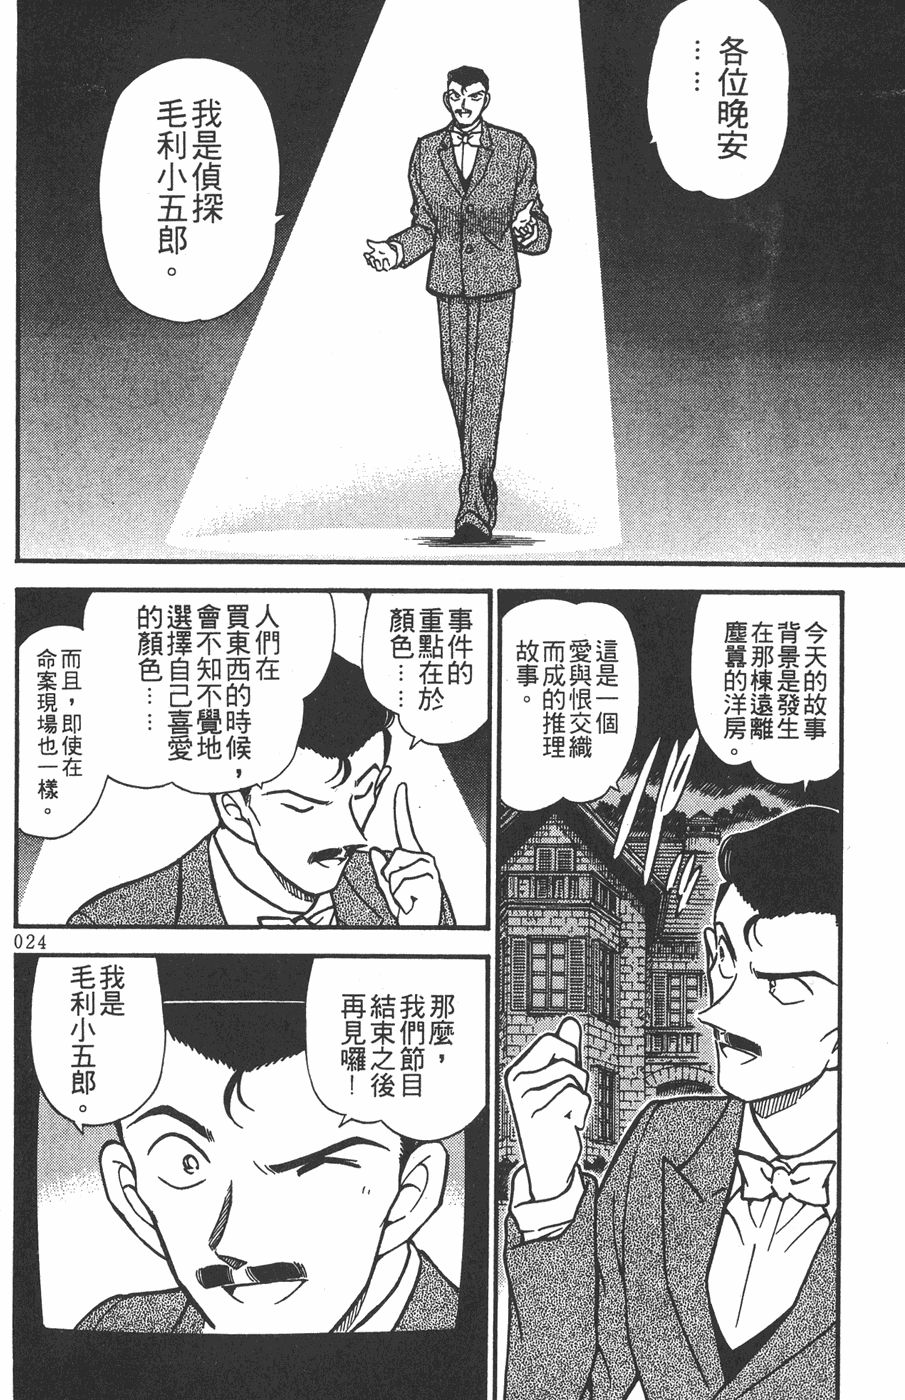 各位晚安
……
我是偵探
毛利小五郎。
今天的故事
背景是發生
在那棟遠離
塵囂的洋房。
這是一個
愛與恨交織
而成的推理
故事。
事件的
重點在於
顏色……
人們在
買東西的時候，
會不知不覺地
選擇自己喜愛
的顏色……
而且，即使在
命案現場也一樣。
024
那麼，
我們節目
結束之後
再見囉！
我是
毛利小五郎。